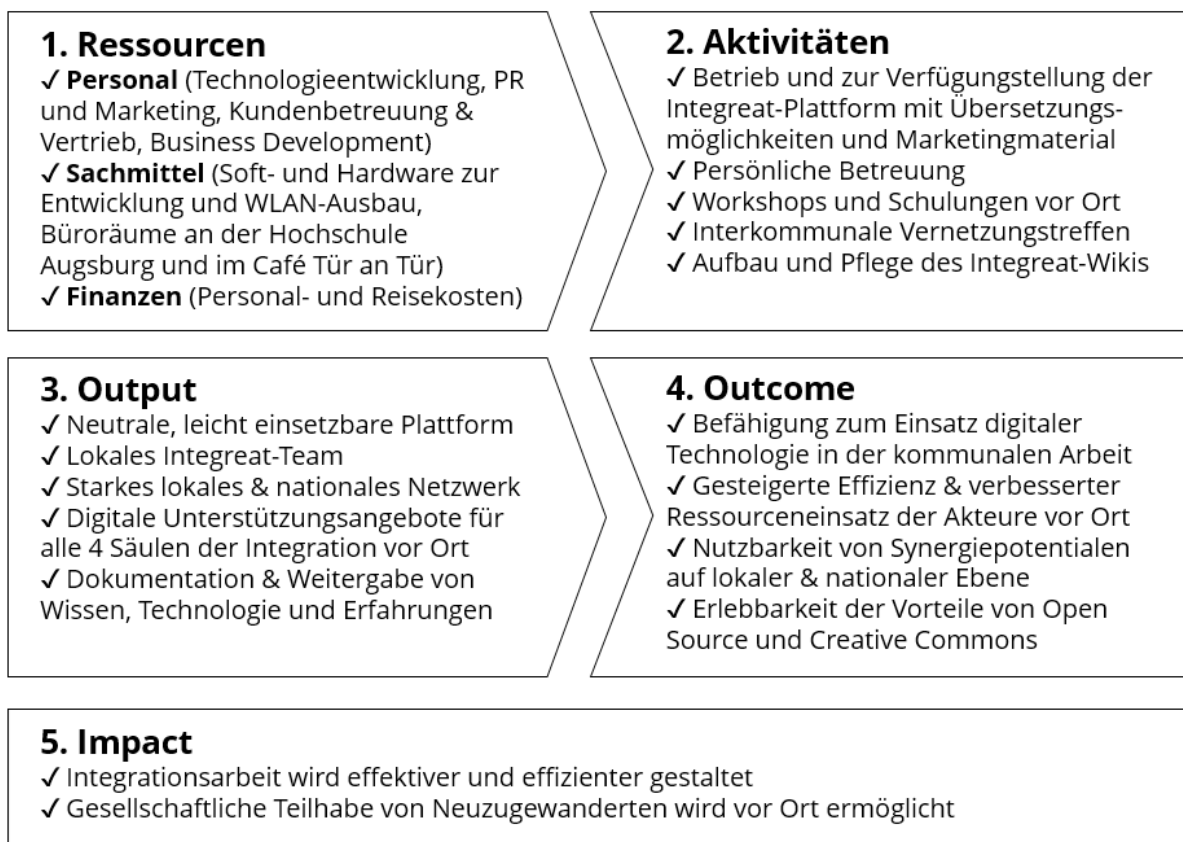 1. Ressourcen
✓ Personal (Technologieentwicklung, PR
und Marketing, Kundenbetreuung &
Vertrieb, Business Development)
✓ Sachmittel (Soft- und Hardware zur
Entwicklung und WLAN-Ausbau,
Büroräume an der Hochschule
Augsburg und im Café Tür an Tür)
✓ Finanzen (Personal- und Reisekosten)
2. Aktivitäten
✓ Betrieb und zur Verfügungstellung der
Integreat-Plattform mit Übersetzungs-
möglichkeiten und Marketingmaterial
✓ Persönliche Betreuung
✓ Workshops und Schulungen vor Ort
✓ Interkommunale Vernetzungstreffen
✓ Aufbau und Pflege des Integreat-Wikis
3. Output
✓ Neutrale, leicht einsetzbare Plattform
✓ Lokales Integreat-Team
✓ Starkes lokales & nationales Netzwerk
✓ Digitale Unterstützungsangebote für
alle 4 Säulen der Integration vor Ort
✓ Dokumentation & Weitergabe von
Wissen, Technologie und Erfahrungen
4. Outcome
✓ Befähigung zum Einsatz digitaler
Technologie in der kommunalen Arbeit
✓ Gesteigerte Effizienz & verbesserter
Ressourceneinsatz der Akteure vor Ort
✓ Nutzbarkeit von Synergiepotentialen
auf lokaler & nationaler Ebene
✓ Erlebbarkeit der Vorteile von Open
Source und Creative Commons
5. Impact
✓ Integrationsarbeit wird effektiver und effizienter gestaltet
✓ Gesellschaftliche Teilhabe von Neuzugewanderten wird vor Ort ermöglicht